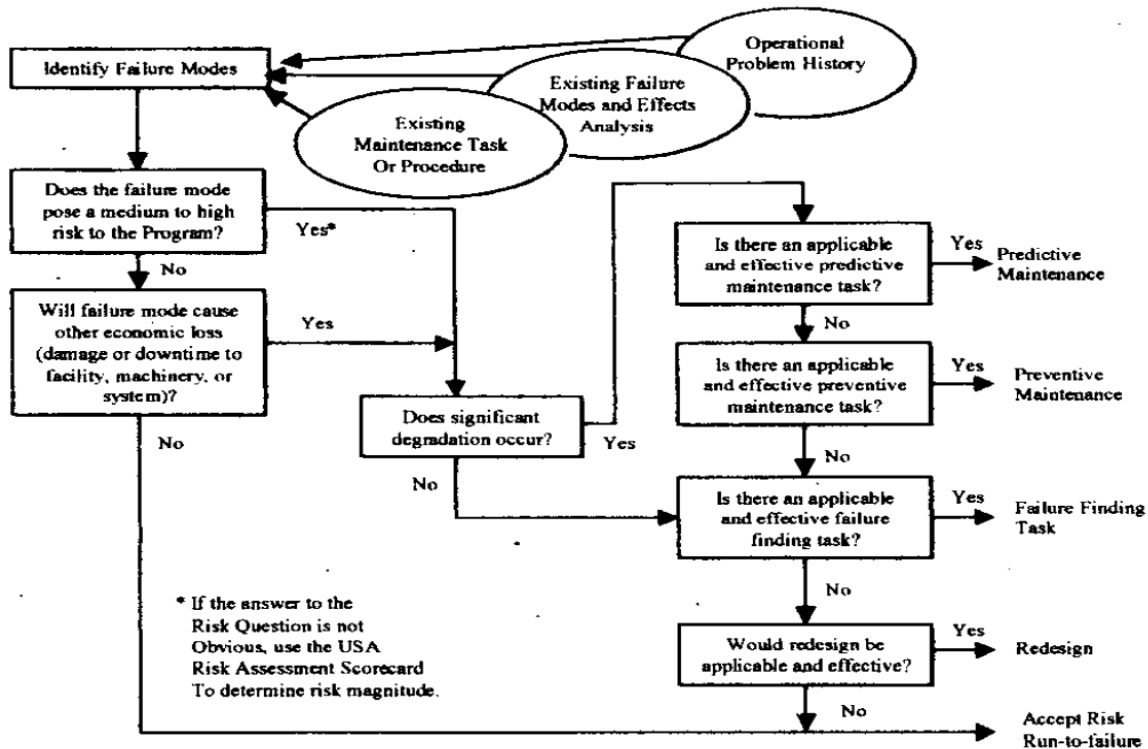 Operational
Problem History
Identify Failure Modes
Existing Failure
Modes and Effects
Analysis
Existing
Maintenance Task
Or Procedure
Does the failure mode
pose a medium to high
risk to the Program?
Yes*
No
Will failure mode cause
other economic loss
(damage or downtime to
facility, machinery, or
system)?
Yes
No
Does significant
degradation occur?
Yes
No
Is there an applicable
and effective predictive
maintenance task?
Yes
Predictive
Maintenance
No
Is there an applicable
and effective preventive
maintenance task?
Yes
Preventive
Maintenance
No
Is there an applicable
and effective failure
finding task?
Yes
Failure Finding
Task
No
Would redesign be
applicable and effective?
Yes
Redesign
No
Accept Risk
Run-to-failure
* If the answer to the
Risk Question is not
Obvious, use the USA
Risk Assessment Scorecard
To determine risk magnitude.